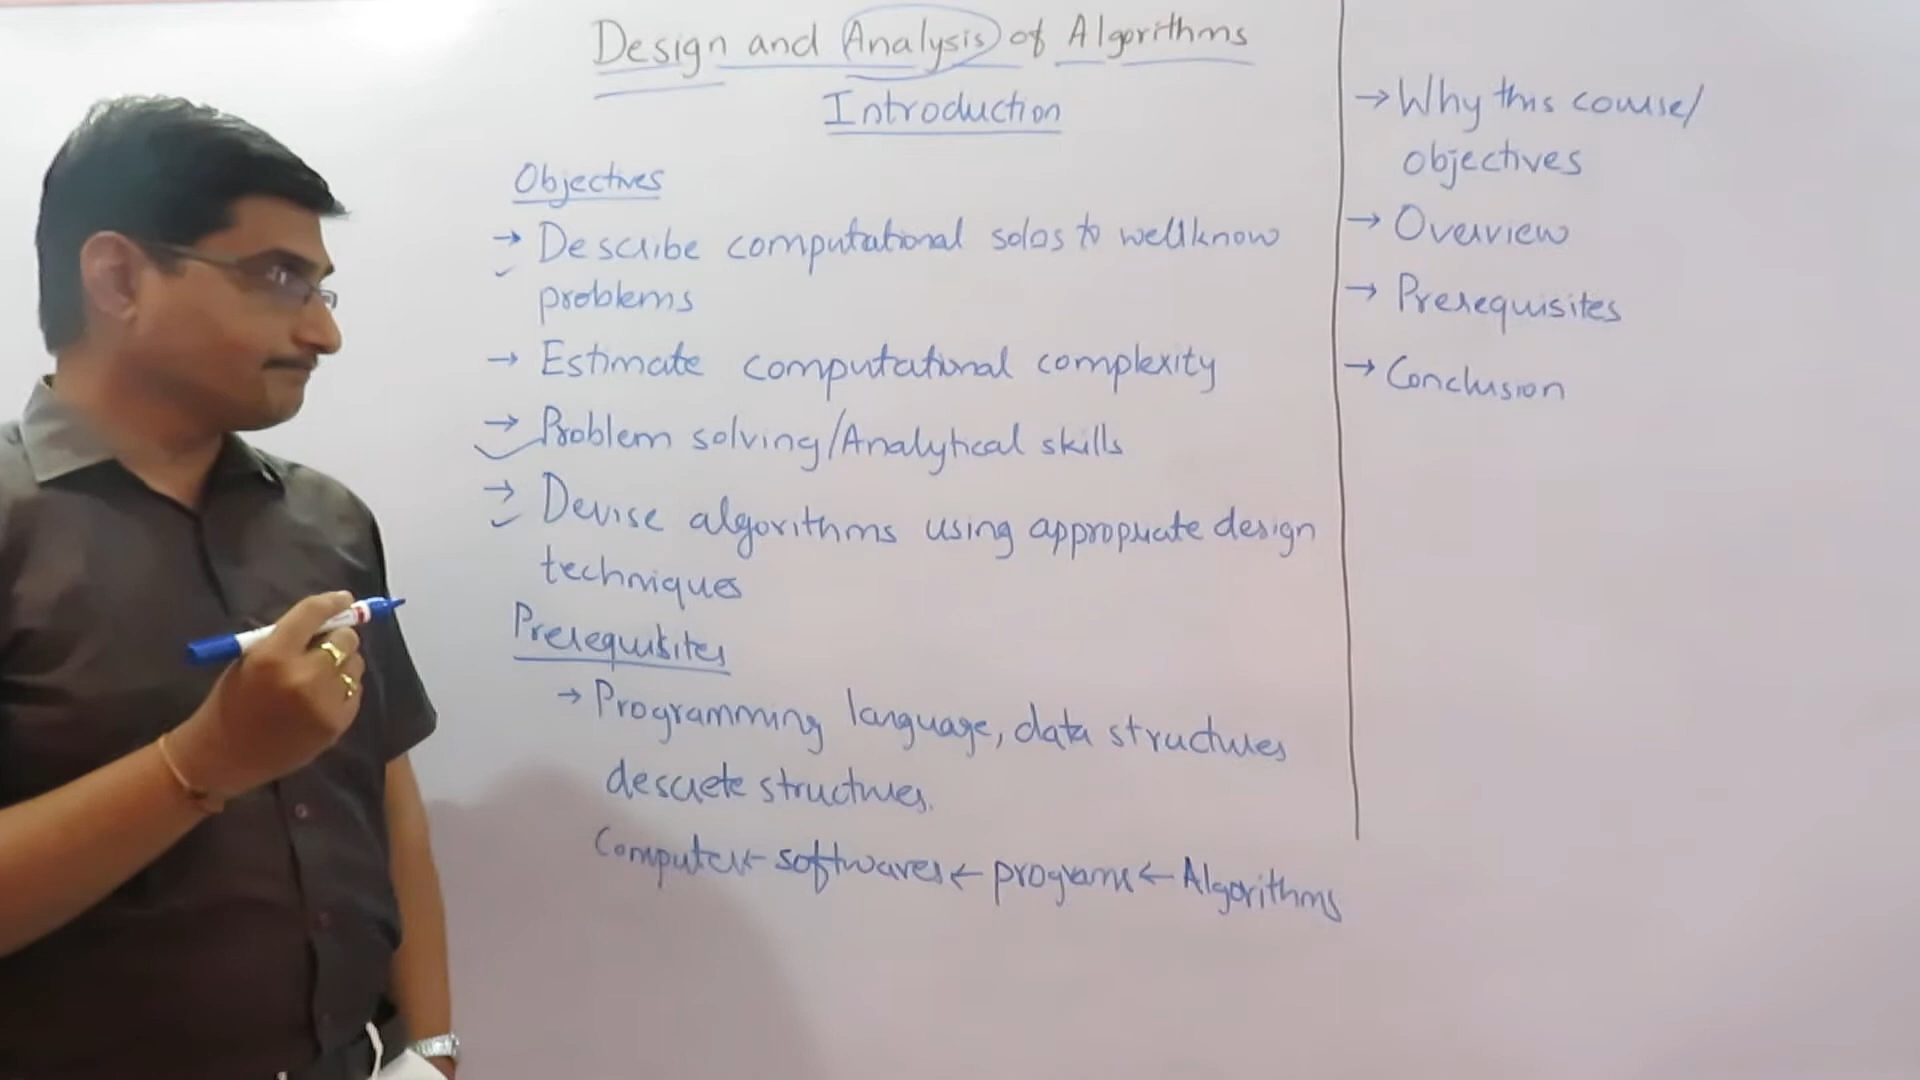 Design and Analysis of Algorithms
Introduction
Objectives
→ Describe computational solos to wellknow
problems
→ Estimate computational complexity
→ Problem solving/Analytical skills
→ Devise algorithms using appropriate design
techniques
Prerequisites
→ Programming language, data structures
descrete structures.
Computer ← softwares ← programs ← Algorithms
→ Why this course/
objectives
→ Overview
→ Prerequisites
→ Conclusion